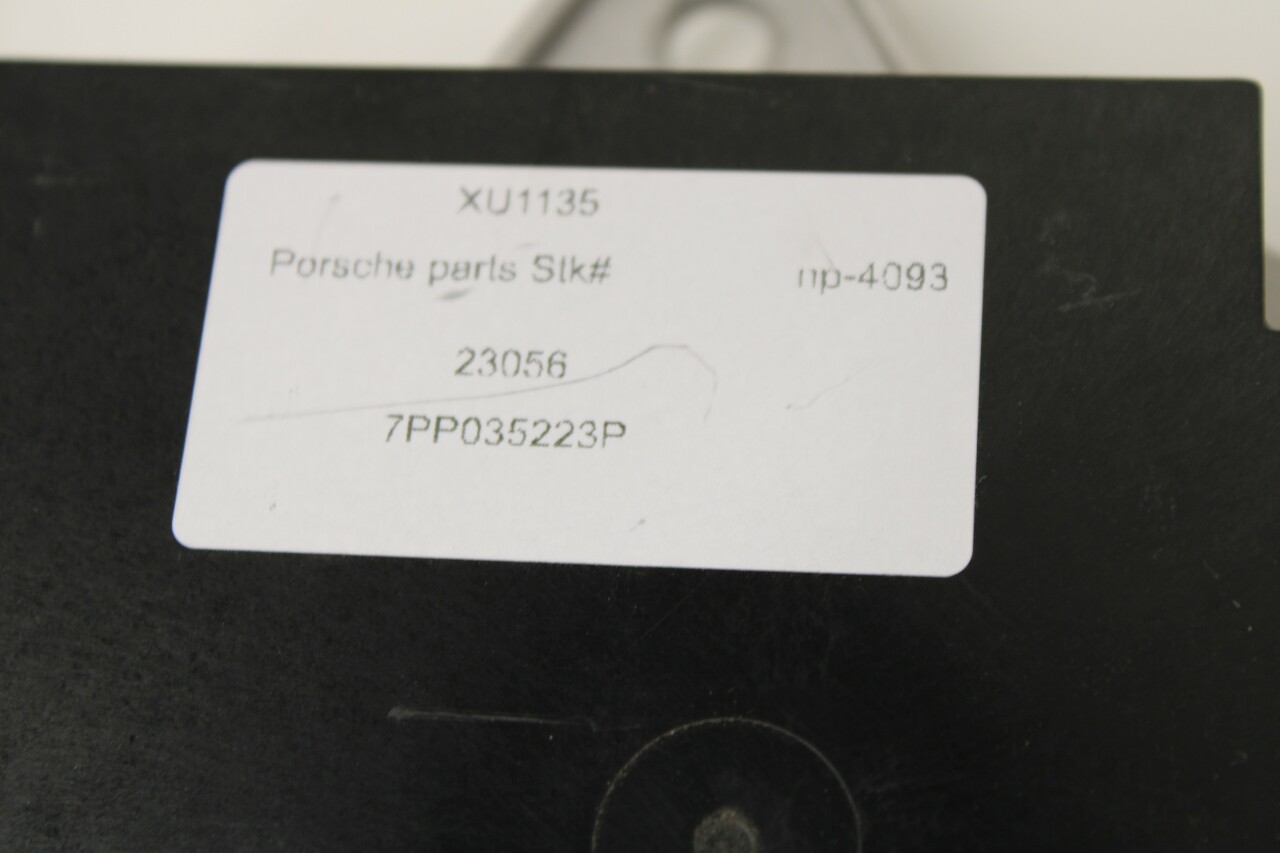 XU1135
Porsche parts Stk# np-4093
23056
7PP035223P